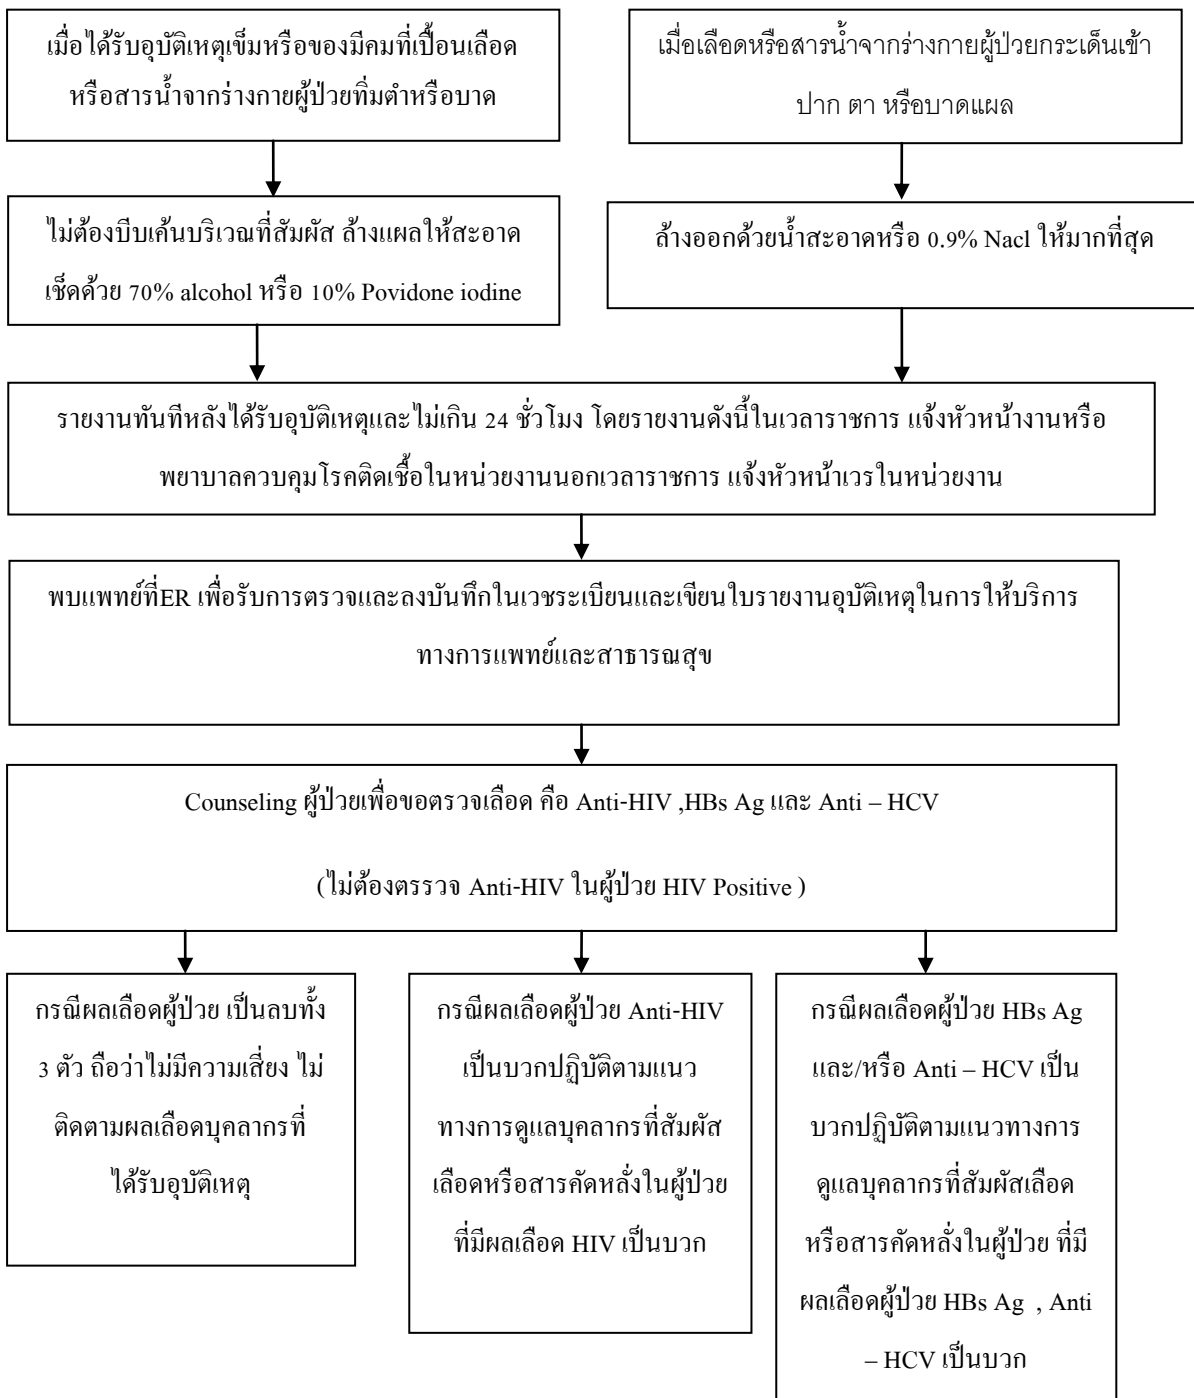 เมื่อได้รับอุบัติเหตุเข็มหรือของมีคมที่เปื้อนเลือด
หรือสารน้ำจากร่างกายผู้ป่วยทิ่มตำหรือบาด
เมื่อเลือดหรือสารน้ำจากร่างกายผู้ป่วยกระเด็นเข้า
ปาก ตา หรือบาดแผล
ไม่ต้องบีบเค้นบริเวณที่สัมผัส ล้างแผลให้สะอาด
เช็ดด้วย 70% alcohol หรือ 10% Povidone iodine
ล้างออกด้วยน้ำสะอาดหรือ 0.9% Nacl ให้มากที่สุด
รายงานทันทีหลังได้รับอุบัติเหตุและไม่เกิน 24 ชั่วโมง โดยรายงานดังนี้ในเวลาราชการ แจ้งหัวหน้างานหรือ
พยาบาลควบคุมโรคติดเชื้อในหน่วยงานนอกเวลาราชการ แจ้งหัวหน้าเวรในหน่วยงาน
พบแพทย์ที่ER เพื่อรับการตรวจและลงบันทึกในเวชระเบียนและเขียนใบรายงานอุบัติเหตุในการให้บริการ
ทางการแพทย์และสาธารณสุข
Counseling ผู้ป่วยเพื่อขอตรวจเลือด คือ Anti-HIV ,HBs Ag และ Anti – HCV
(ไม่ต้องตรรวจ Anti-HIV ในผู้ป่วย HIV Positive )
กรณีผลเลือดผู้ป่วย เป็นลบทั้ง
3 ตัว ถือว่าไม่มีความเสี่ยง ไม่
ติดตามผลเลือดบุคลากรที่
ได้รับอุบัติเหตุ
กรณีผลเลือดผู้ป่วย Anti-HIV
เป็นบวกปฏิบัติตามแนว
ทางการดูแลบุคลากรที่สัมผัส
เลือดหรือสารคัดหลั่งในผู้ป่วย
ที่มีผลเลือด HIV เป็นบวก
กรณีผลเลือดผู้ป่วย HBs Ag
และ/หรือ Anti – HCV เป็น
บวกปฏิบัติตามแนวทางการ
ดูแลบุคลากรที่สัมผัสเลือด
หรือสารคัดหลั่งในผู้ป่วย ที่มี
ผลเลือดผู้ป่วย HBs Ag , Anti
– HCV เป็นบวก